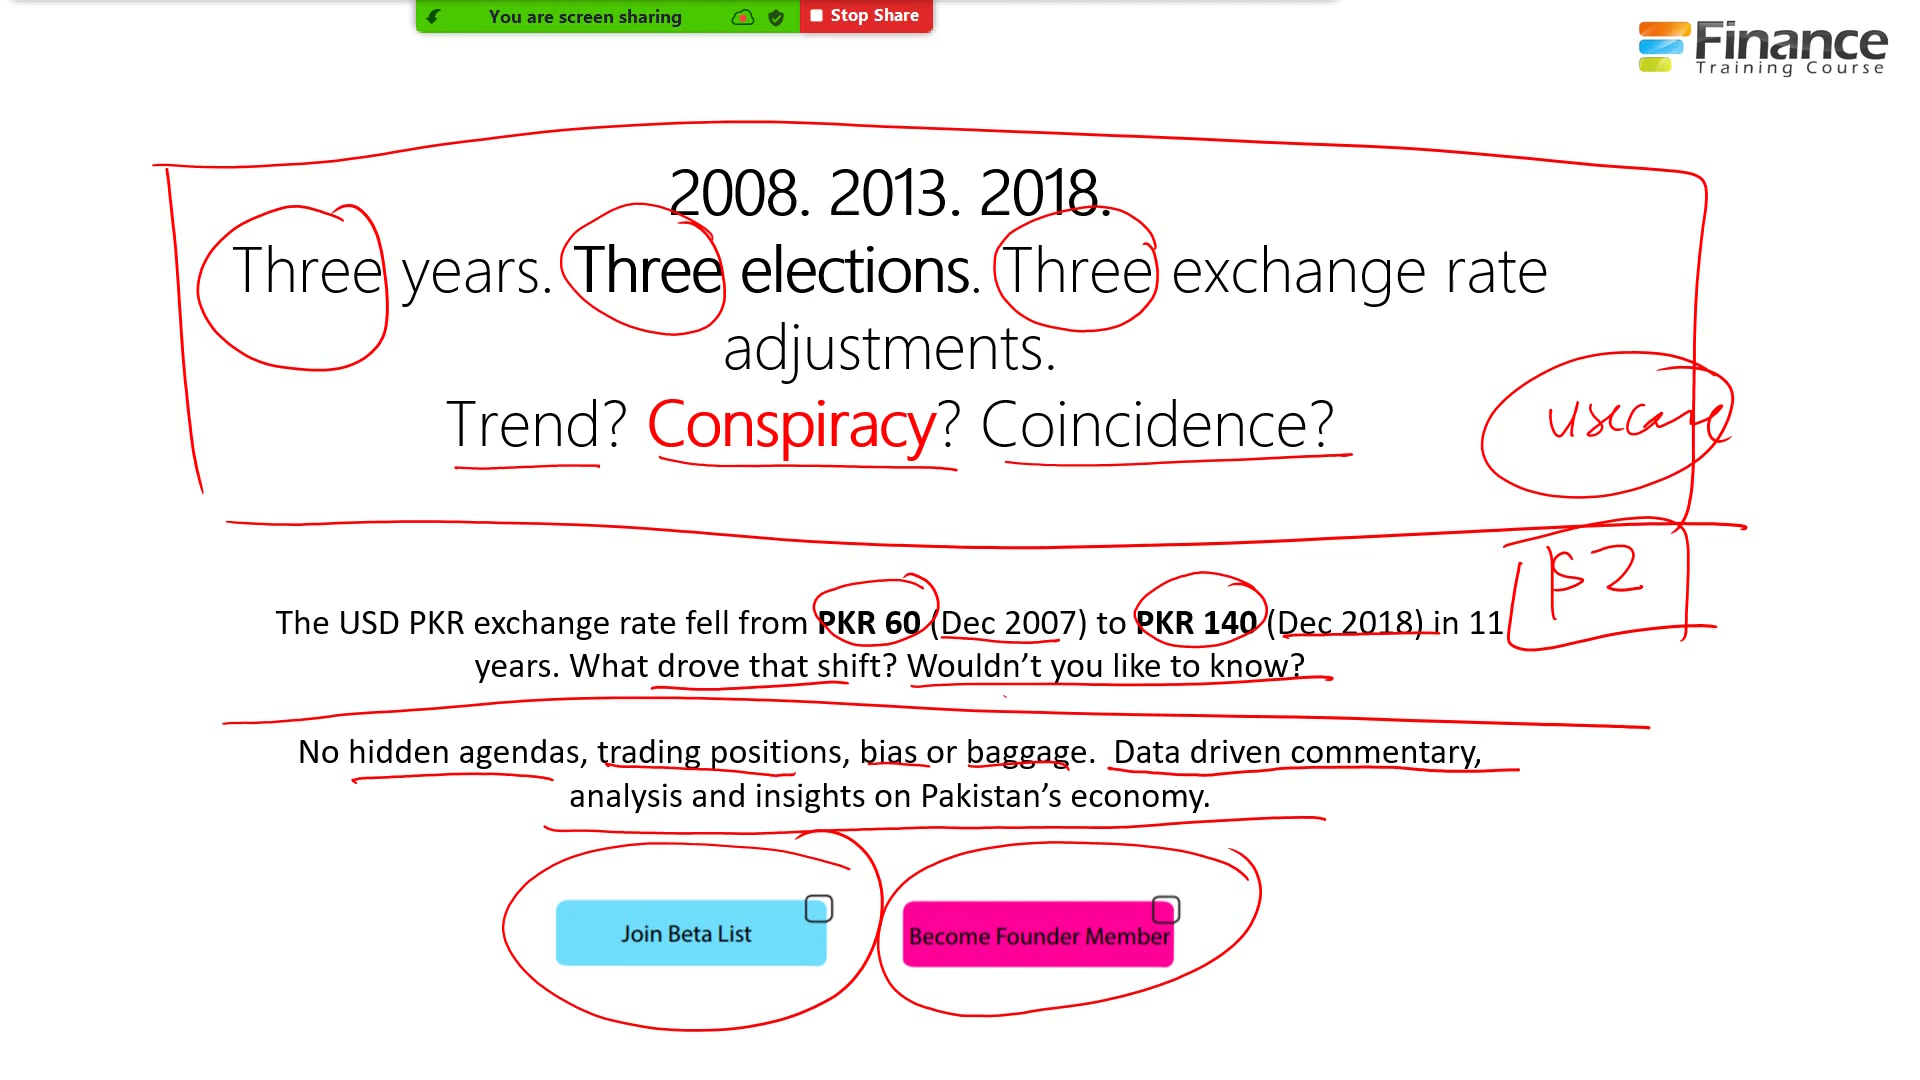 You are screen sharing
Stop Share
Finance
Training Course
2008. 2013. 2018.
Three years. Three elections. Three exchange rate
adjustments.
Trend? Conspiracy? Coincidence?
usecase
The USD PKR exchange rate fell from PKR 60 (Dec 2007) to PKR 140 (Dec 2018) in 11
years. What drove that shift? Wouldn’t you like to know?
No hidden agendas, trading positions, bias or baggage. Data driven commentary,
analysis and insights on Pakistan’s economy.
Join Beta List
Become Founder Member